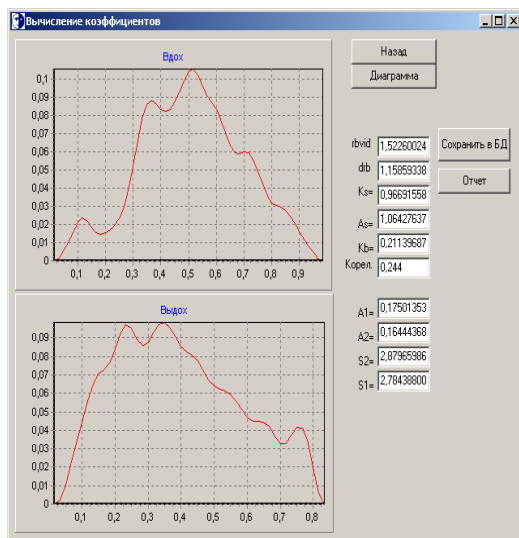 Вычисление коэффициентов
Вдох
0,1
0,09
0,08
0,07
0,06
0,05
0,04
0,03
0,02
0,01
0
0,1 0,2 0,3 0,4 0,5 0,6 0,7 0,8 0,9
Выдох
0,09
0,08
0,07
0,06
0,05
0,04
0,03
0,02
0,01
0
0,1 0,2 0,3 0,4 0,5 0,6 0,7 0,8
Назад
Диаграмма
rbvid 1,52260024
drb 1,15859338
Ks= 0,96691558
As= 1,06427637
Kb= 0,21139687
Корел. 0,244
Сохранить в БД
Отчет
A1= 0,17501353
A2= 0,16444368
S2= 2,87965986
S1= 2,78438800